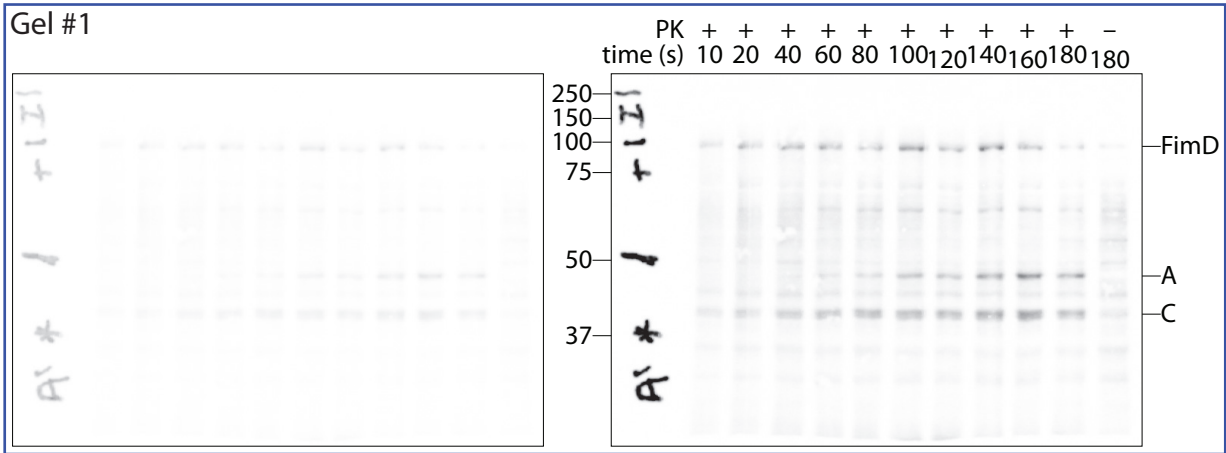 Gel #1
PK + + + + + + + + + + –
time (s) 10 20 40 60 80 100 120 140 160 180 180
250
150
100
75
50
37
FimD
A
C